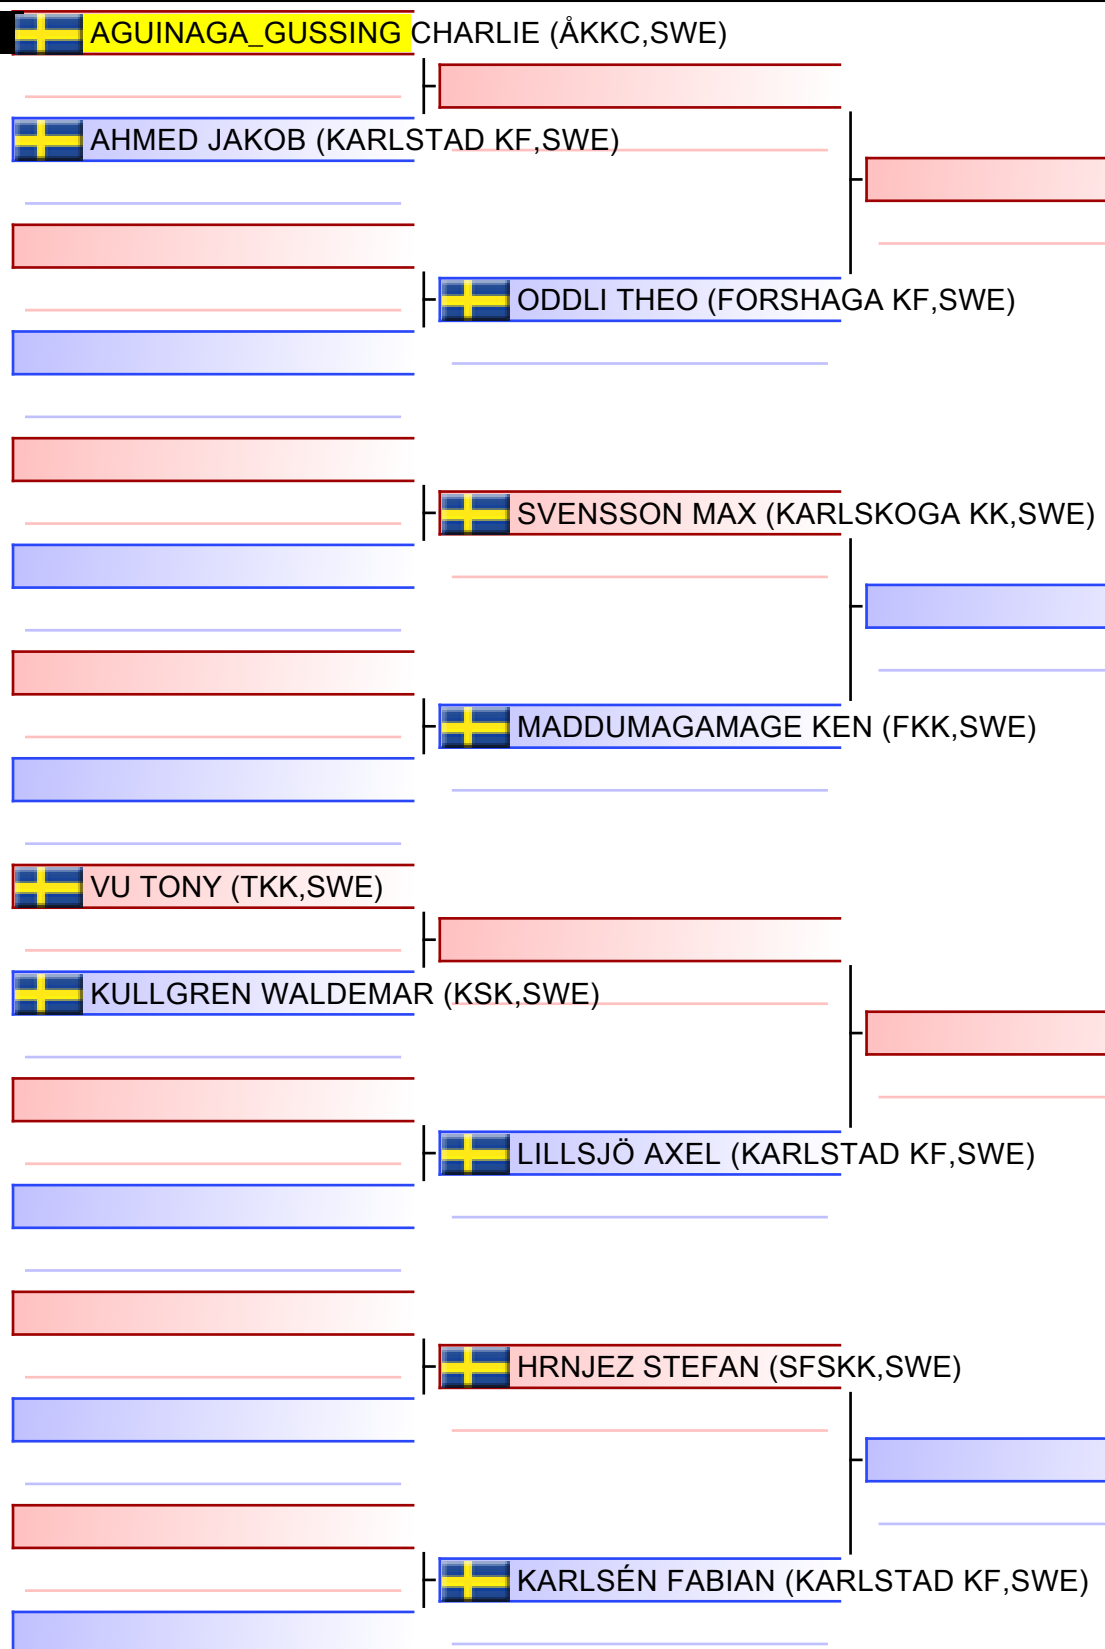 AGUINAGA_GUSSING CHARLIE (ÅKKC,SWE)
AHMED JAKOB (KARLSTAD KF,SWE)
ODDLI THEO (FORSHAGA KF,SWE)
SVENSSON MAX (KARLSKOGA KK,SWE)
MADDUMAGAMAGE KEN (FKK,SWE)
VU TONY (TKK,SWE)
KULLGREN WALDEMAR (KSK,SWE)
LILLSJÖ AXEL (KARLSTAD KF,SWE)
HRNJEZ STEFAN (SFSKK,SWE)
KARLSÉN FABIAN (KARLSTAD KF,SWE)